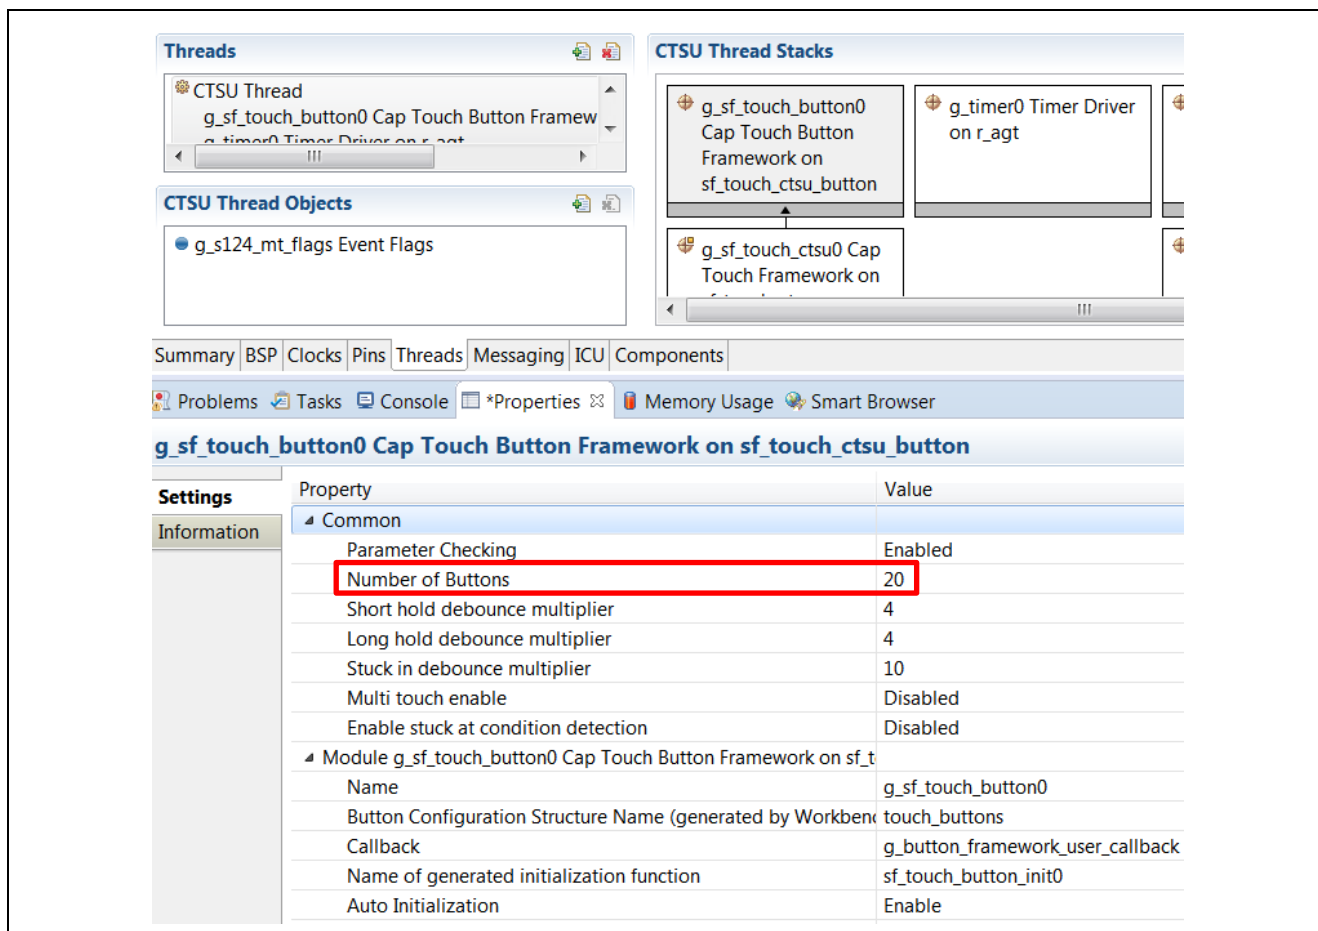 Threads
CTSU Thread
g_sf_touch_button0 Cap Touch Button Framew
g_timer0 Timer Driver on r_agt
CTSU Thread Objects
g_s124_mt_flags Event Flags
CTSU Thread Stacks
g_sf_touch_button0
Cap Touch Button
Framework on
sf_touch_ctsu_button
g_timer0 Timer Driver
on r_agt
g_sf_touch_ctsu0 Cap
Touch Framework on
Summary BSP Clocks Pins Threads Messaging ICU Components
Problems Tasks Console *Properties Memory Usage Smart Browser
g_sf_touch_button0 Cap Touch Button Framework on sf_touch_ctsu_button
Settings
Information
Property Value
Common
Parameter Checking Enabled
Number of Buttons 20
Short hold debounce multiplier 4
Long hold debounce multiplier 4
Stuck in debounce multiplier 10
Multi touch enable Disabled
Enable stuck at condition detection Disabled
Module g_sf_touch_button0 Cap Touch Button Framework on sf_t
Name g_sf_touch_button0
Button Configuration Structure Name (generated by Workben touch_buttons
Callback g_button_framework_user_callback
Name of generated initialization function sf_touch_button_init0
Auto Initialization Enable